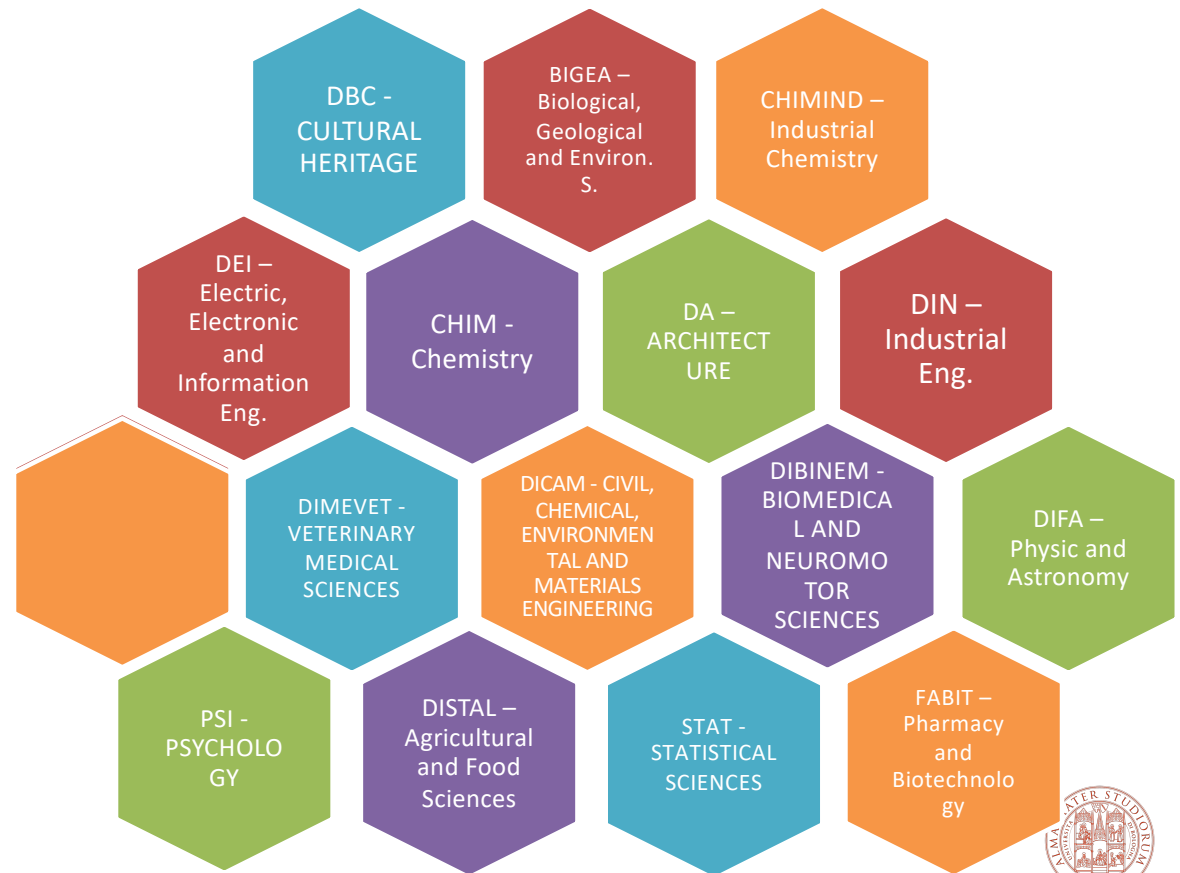 DBC -
CULTURAL
HERITAGE
BIGEA –
Biological,
Geological
and Environ.
S.
CHIMIND –
Industrial
Chemistry
DEI –
Electric,
Electronic
and
Information
Eng.
CHIM -
Chemistry
DA –
ARCHITECT
URE
DIN –
Industrial
Eng.
DIMEVET -
VETERINARY
MEDICAL
SCIENCES
DICAM - CIVIL,
CHEMICAL,
ENVIRONMEN
TAL AND
MATERIALS
ENGINEERING
DIBINEM -
BIOMEDICA
L AND
NEUROMO
TOR
SCIENCES
DIFA –
Physic and
Astronomy
PSI -
PSYCHOLO
GY
DISTAL –
Agricultural
and Food
Sciences
STAT -
STATISTICAL
SCIENCES
FABIT –
Pharmacy
and
Biotechnolo
gy
ALMA MATER STUDIORUM